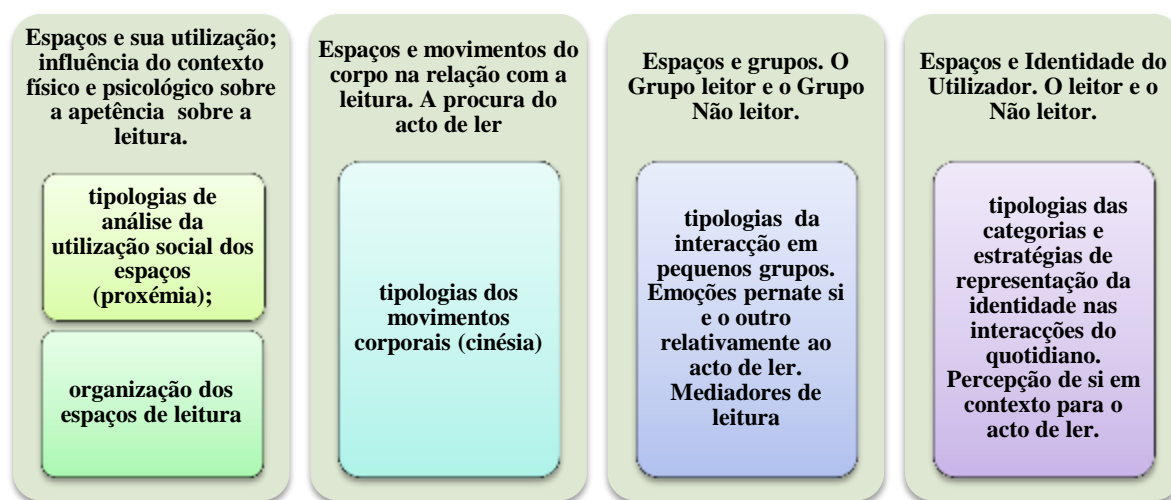 Espaços e sua utilização;
influência do contexto
físico e psicológico sobre
a apetência sobre a
leitura.
tipologias de
análise da
utilização social dos
espaços
(proxémia);
organização dos
espaços de leitura
Espaços e movimentos do
corpo na relação com a
leitura. A procura do
acto de ler
tipologias dos
movimentos
corporais (cinésia)
Espaços e grupos. O
Grupo leitor e o Grupo
Não leitor.
tipologias da
interacção em
pequenos grupos.
Emoções pernate si
e o outro
relativamente ao
acto de ler.
Mediadores de
leitura
Espaços e Identidade do
Utilizador. O leitor e o
Não leitor.
tipologias das
categorias e
estratégias de
representação da
identidade nas
interacções do
quotidiano.
Percepção de si em
contexto para o
acto de ler.